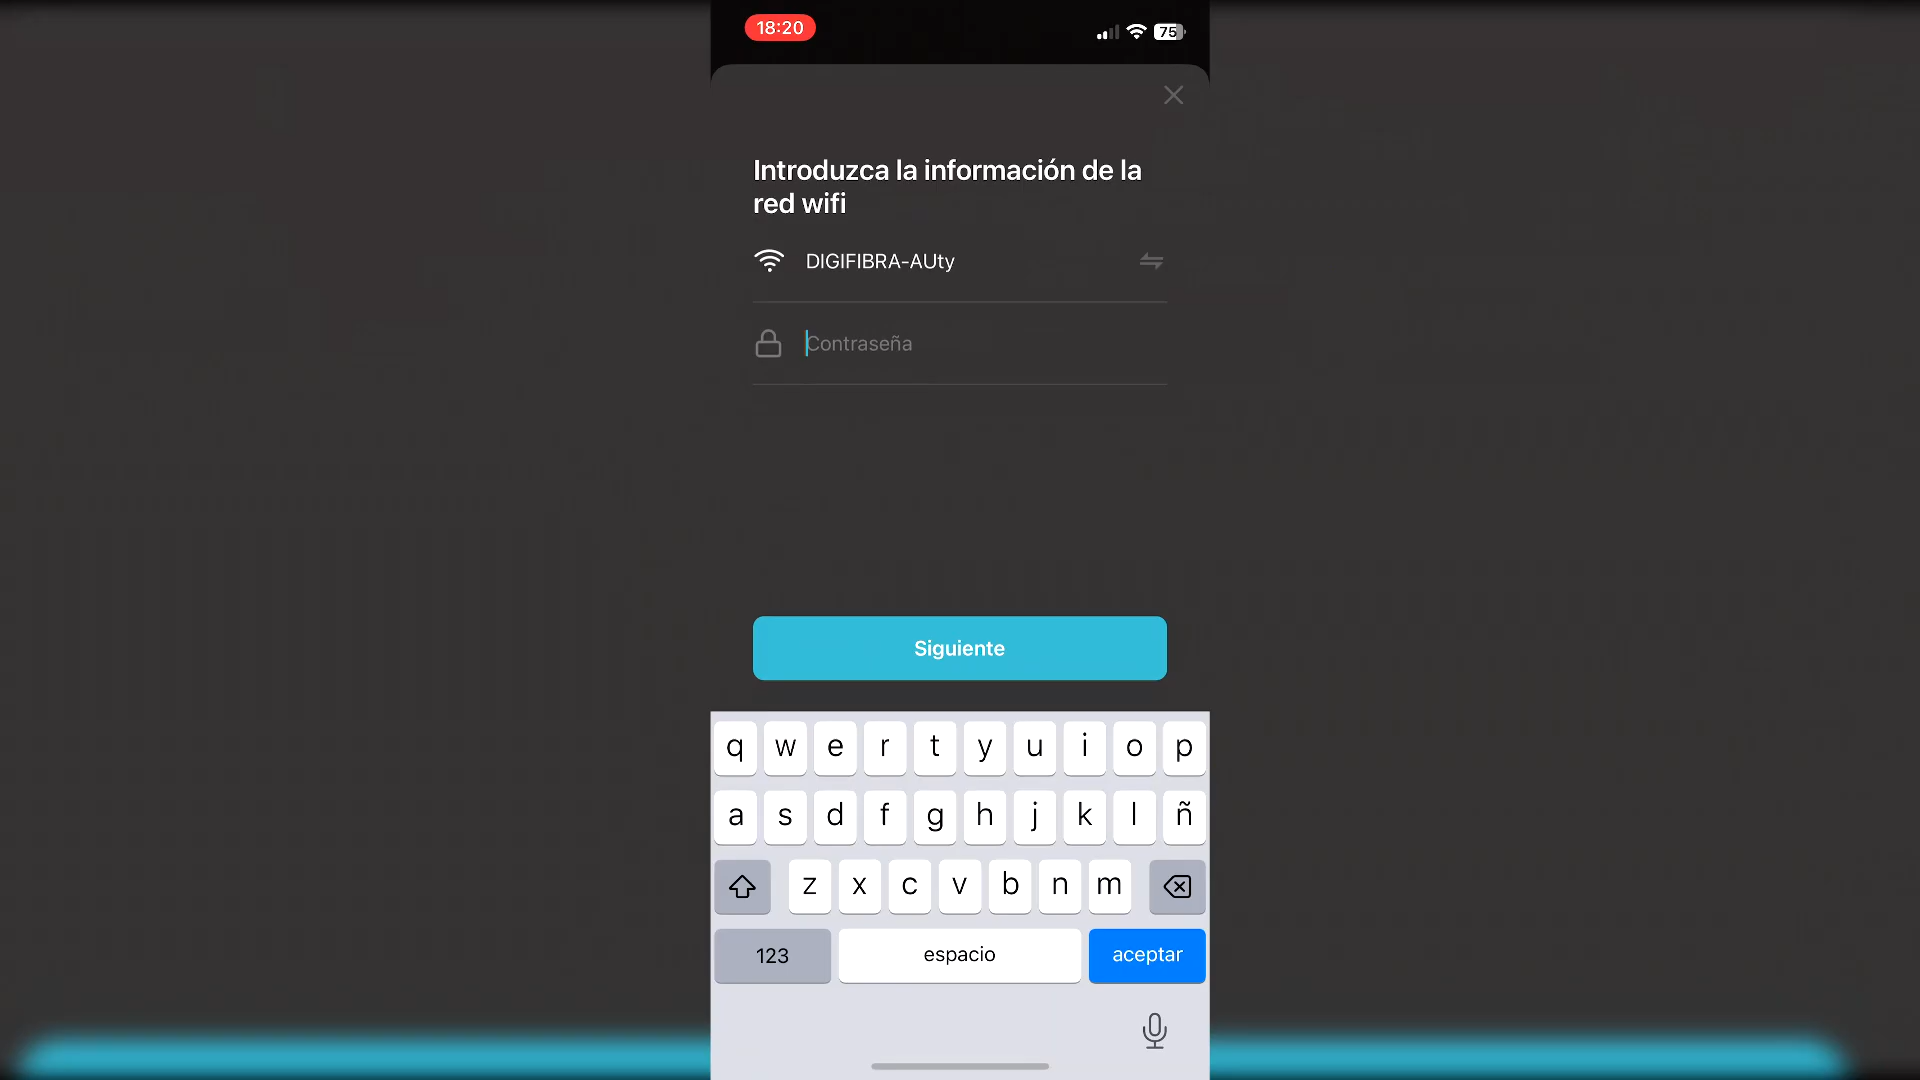 18:20
75
Introduzca la información de la
red wifi
DIGIFIBRA-AUty
Contraseña
Siguiente
q w e r t y u i o p
a s d f g h j k l ñ
z x c v b n m
123 espacio aceptar